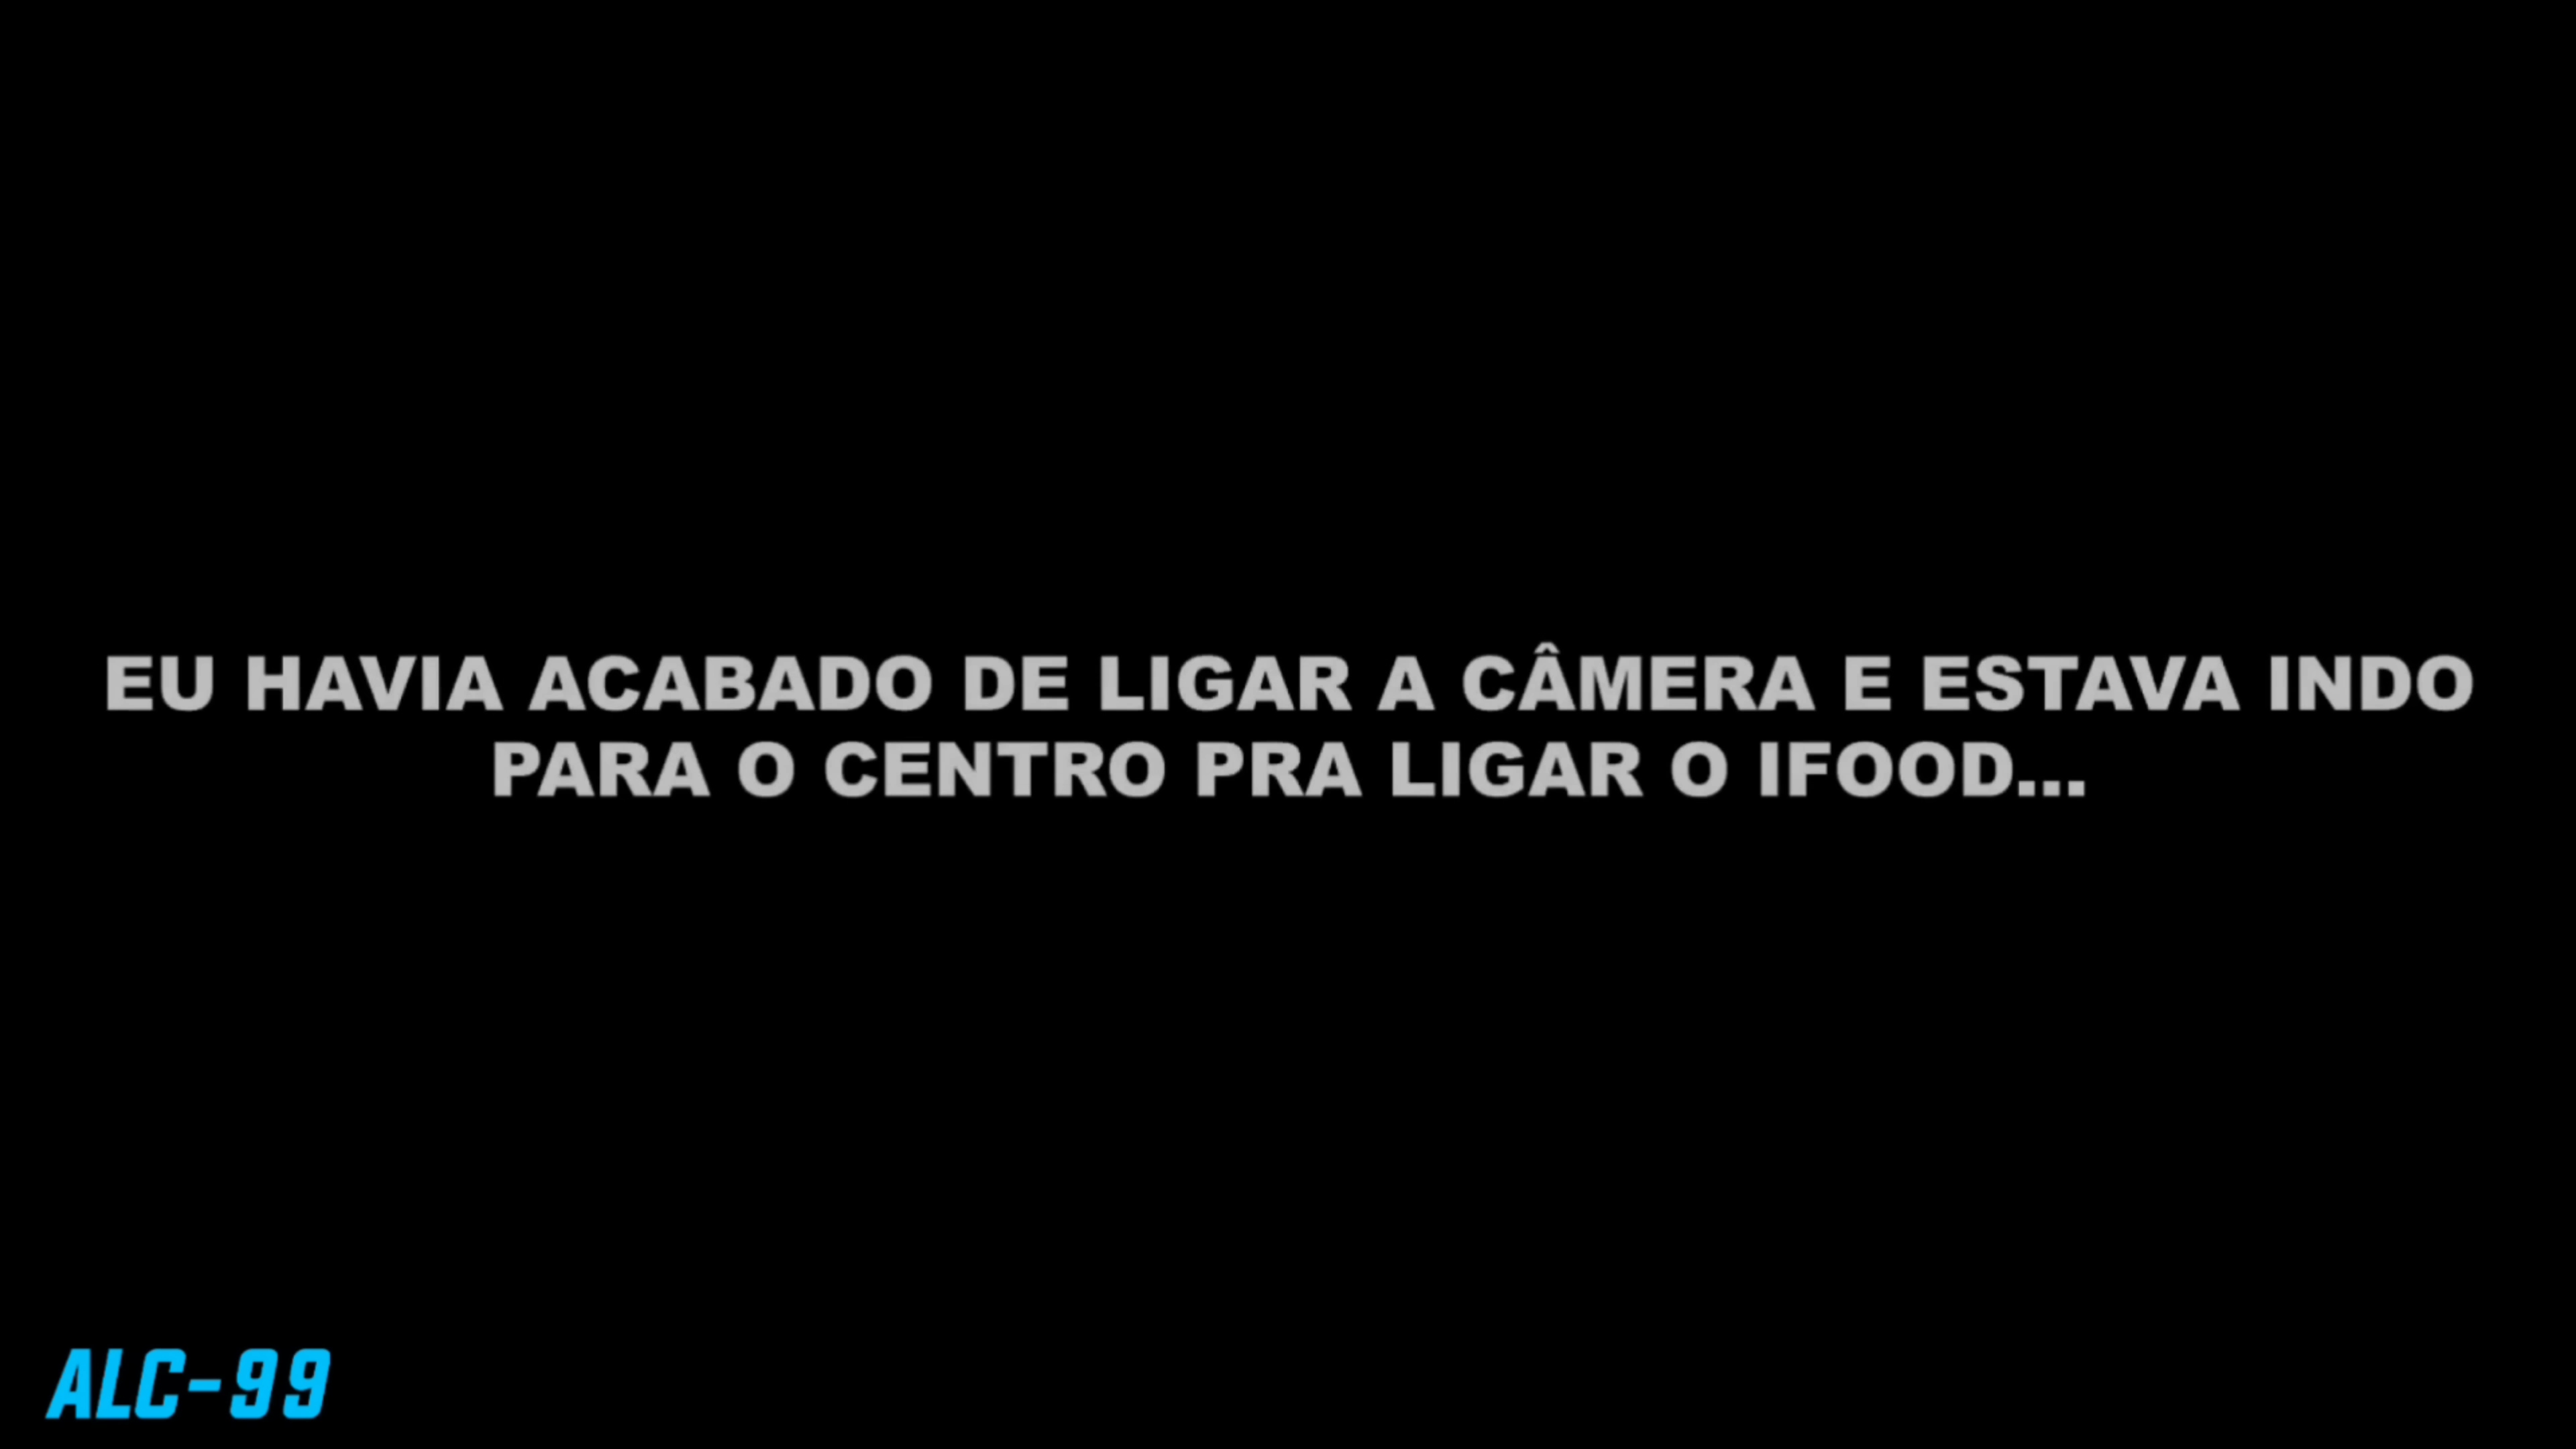 EU HAVIA ACABADO DE LIGAR A CÂMERA E ESTAVA INDO
PARA O CENTRO PRA LIGAR O IFOOD...
ALC-99